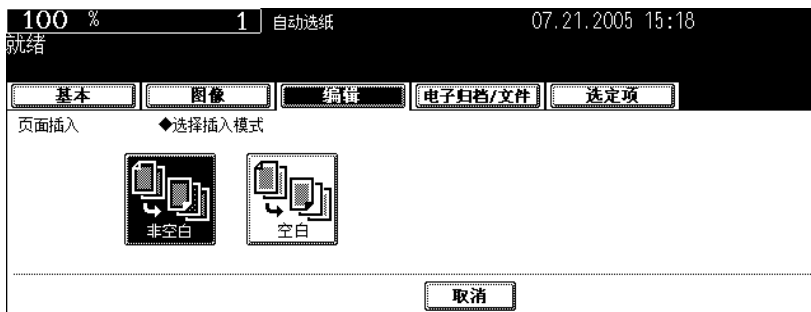 100 % 1 自动选纸 07.21.2005 15:18
就绪
基本 图像 编辑 电子归档/文件 选定项
页面插入 ◆选择插入模式
非空白 空白
取消